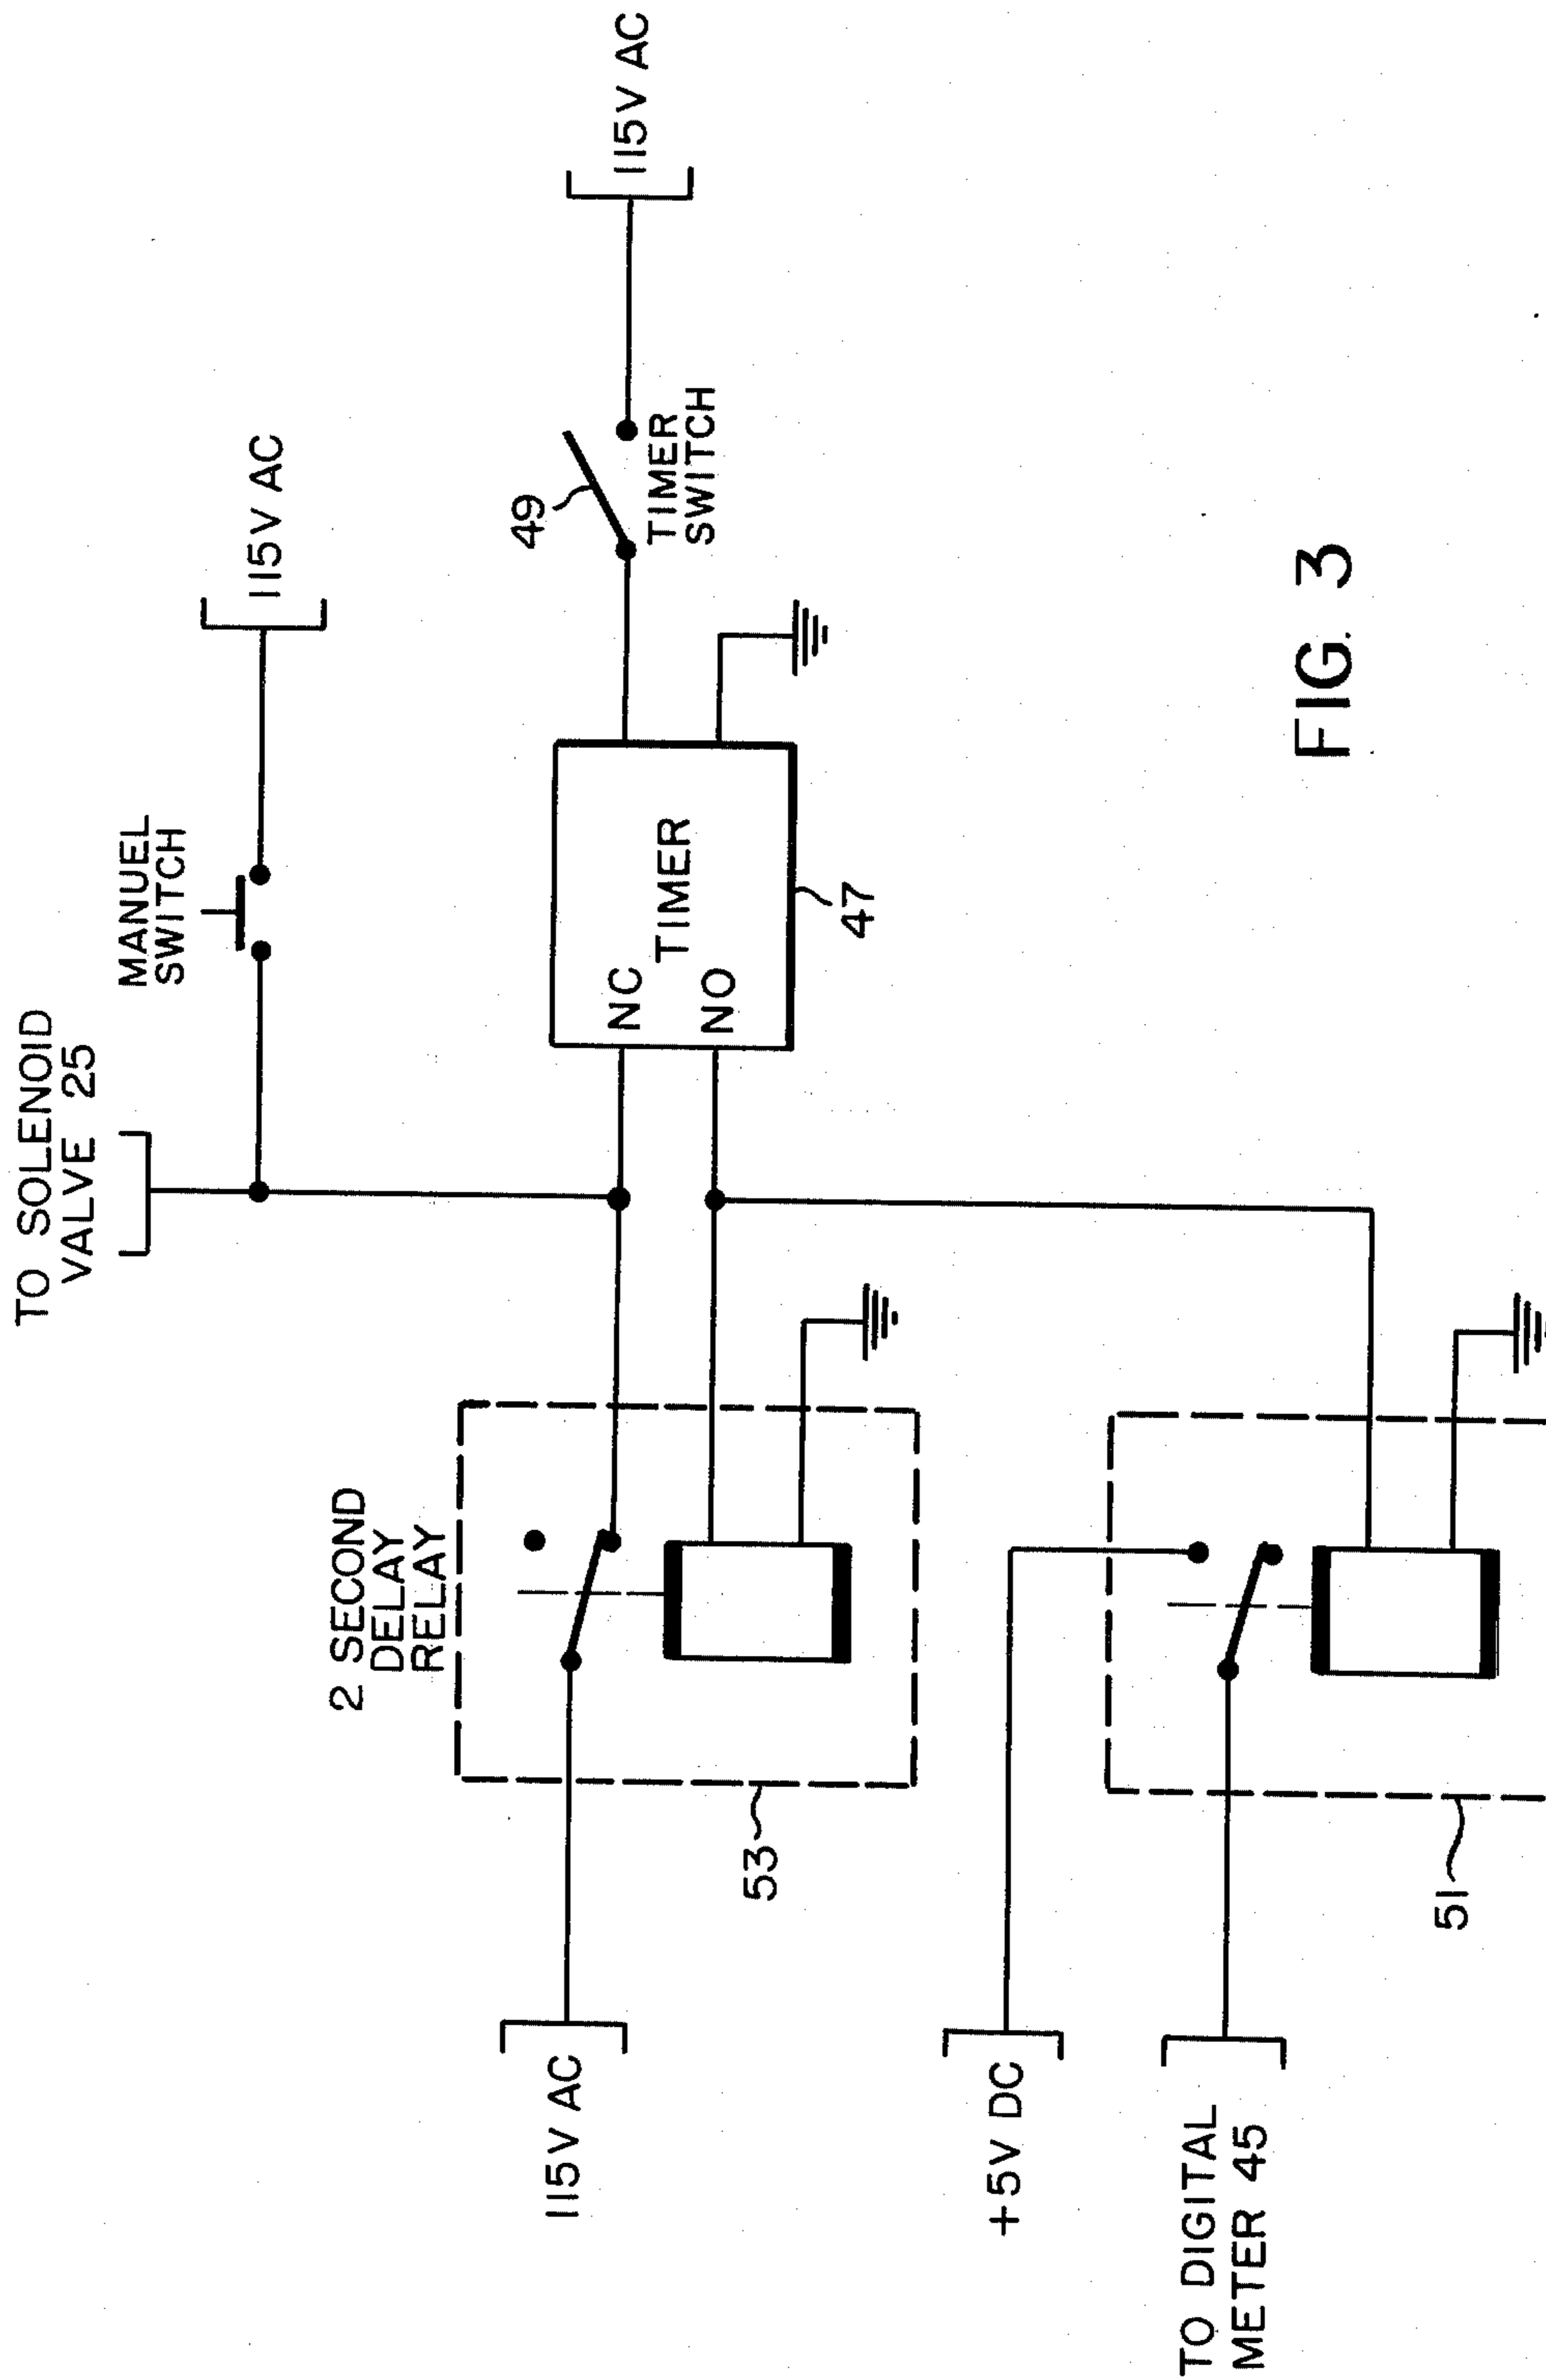 TO SOLENOID
VALVE 25
MANUEL
SWITCH
115V AC
2 SECOND
DELAY
RELAY
115V AC
53
NC
NO
TIMER
47
49
TIMER
SWITCH
115V AC
+5V DC
TO DIGITAL
METER 45
51
FIG. 3